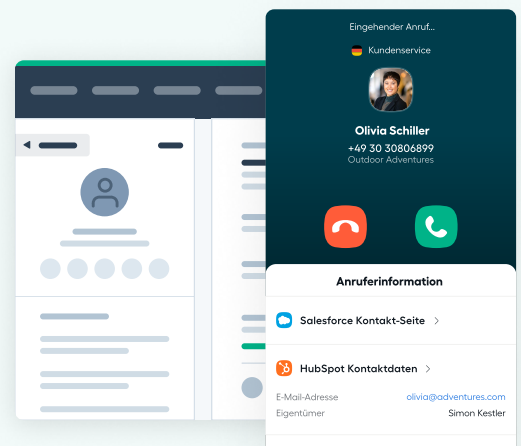 Eingehender Anruf...
Kundenservice
Olivia Schiller
+49 30 30806899
Outdoor Adventures
Anruferinformation
Salesforce Kontakt-Seite
HubSpot Kontaktdaten
E-Mail-Adresse olivia@adventures.com
Eigentümer Simon Kestler